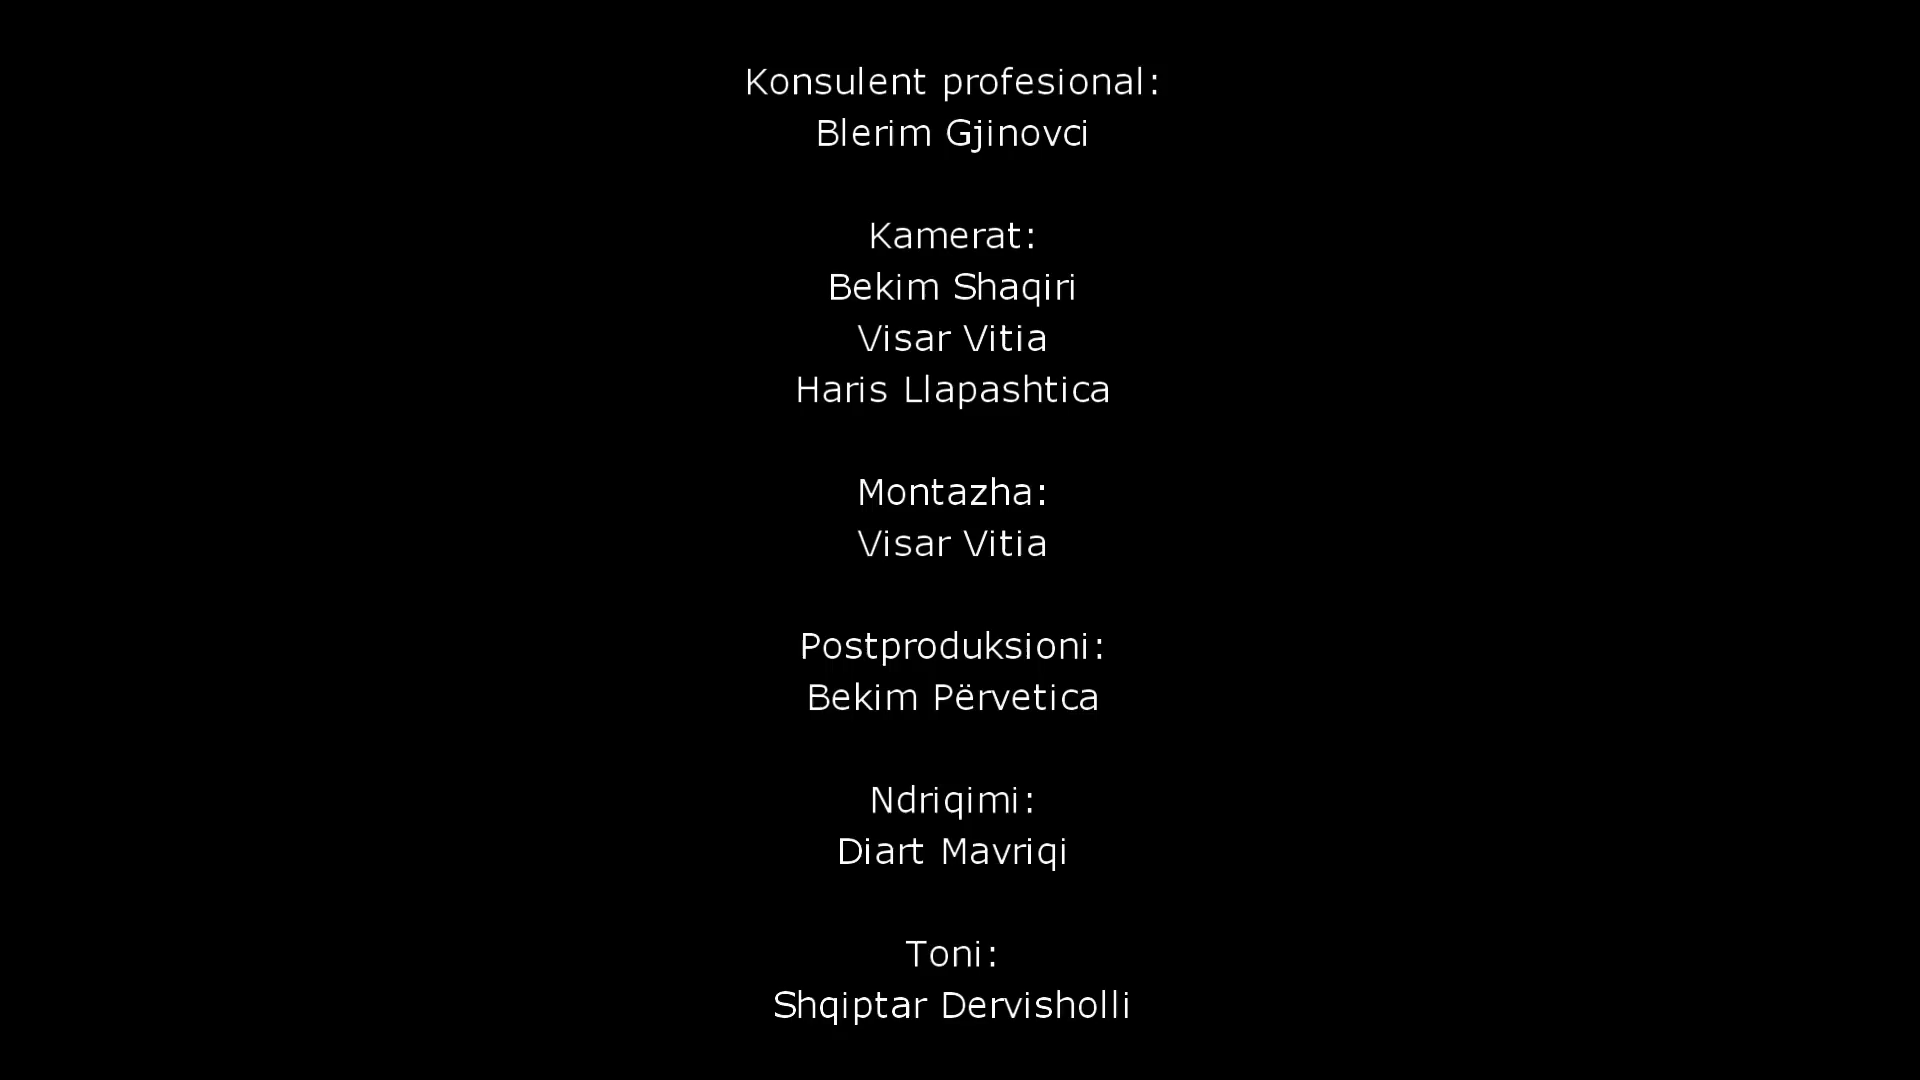 Konsulent profesional:
Blerim Gjinovci
Kamerat:
Bekim Shaqiri
Visar Vitia
Haris Llapashtica
Montazha:
Visar Vitia
Postproduksioni:
Bekim Përvetica
Ndriqimi:
Diart Mavriqi
Toni:
Shqiptar Dervisholli